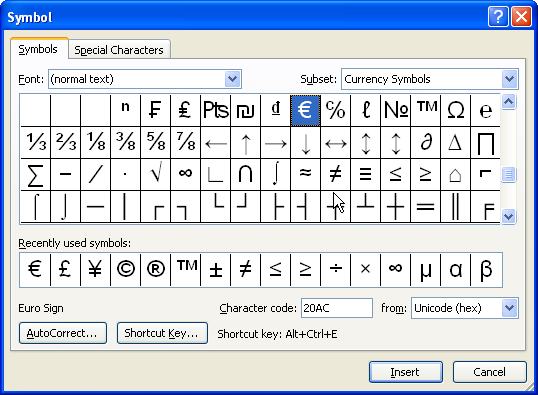 Symbol
Symbols Special Characters
Font: (normal text) Subset: Currency Symbols
ⁿ ₣ ₤ ₧ ₪ ₫ € ℅ ℓ № ™ Ω ℮
⅓ ⅔ ⅛ ⅜ ⅝ ⅞ ← ↑ → ↓ ↔ ↕ ↨ ∂ ∆ ∏
∑ − ∕ ∙ √ ∞ ∟ ∩ ∫ ≈ ≠ ≡ ≤ ≥ ⌂ ⌐
⌠ ⌡ ─ │ ┌ ┐ └ ┘ ├ ┤ ┬ ┴ ┼ ═ ║ ╒
Recently used symbols:
€ £ ¥ © ® ™ ± ≠ ≤ ≥ ÷ × ∞ µ α β
Euro Sign Character code: 20AC from: Unicode (hex)
AutoCorrect... Shortcut Key... Shortcut key: Alt+Ctrl+E
Insert Cancel